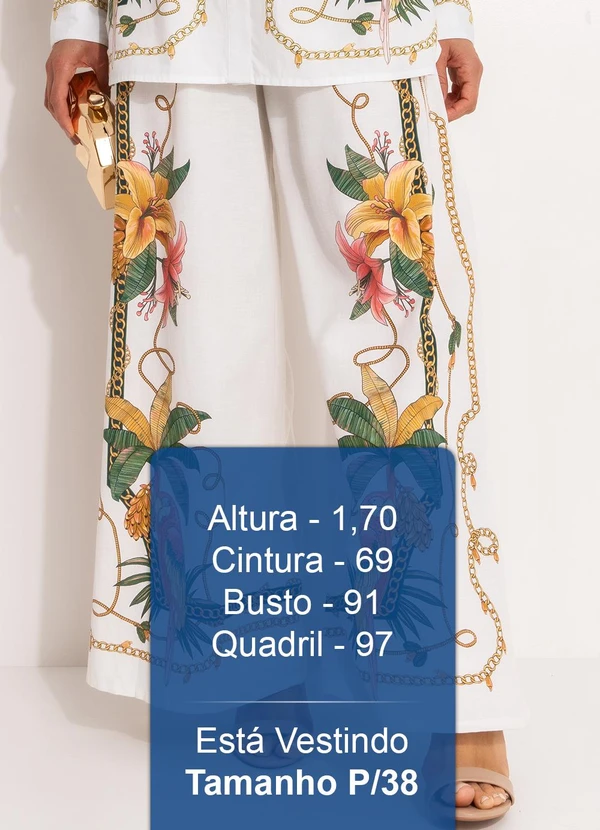 Altura - 1,70
Cintura - 69
Busto - 91
Quadril - 97
Está Vestindo
Tamanho P/38